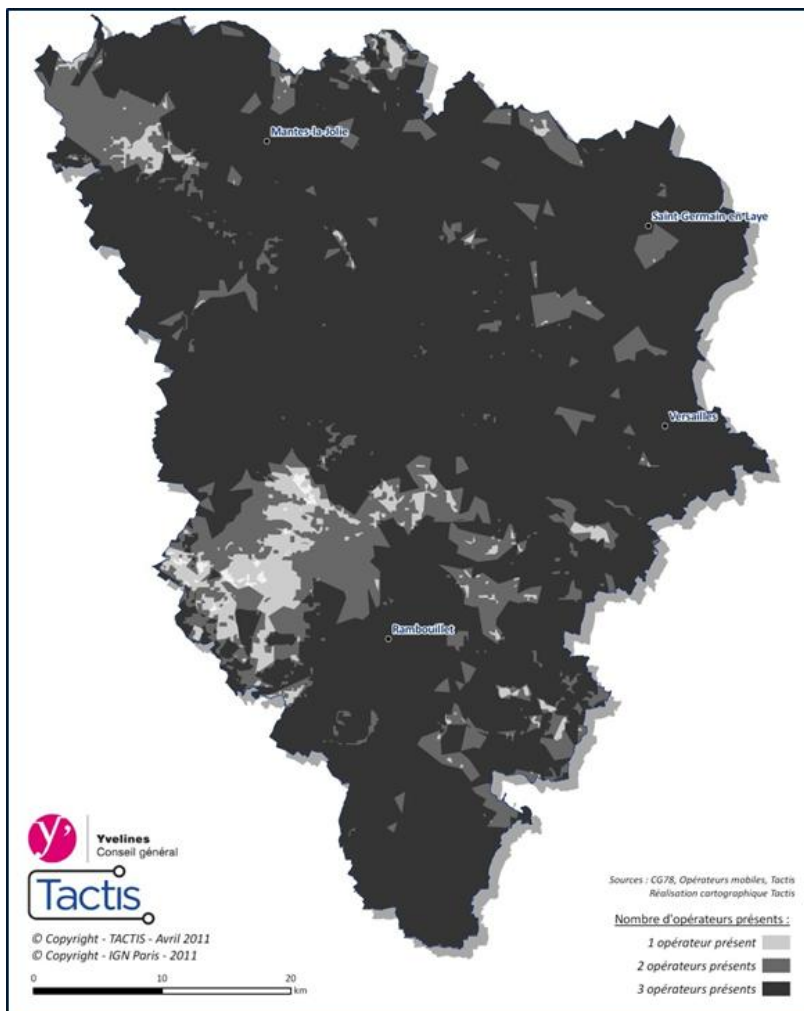 Mantes-la-Jolie
Saint-Germain-en-Laye
Versailles
Rambouillet
y'
Yvelines
Conseil général
Tactis
© Copyright - TACTIS - Avril 2011
© Copyright - IGN Paris - 2011
0 10 20
km
Sources : CG78, Opérateurs mobiles, Tactis
Réalisation cartographique Tactis
Nombre d'opérateurs présents :
1 opérateur présent
2 opérateurs présents
3 opérateurs présents